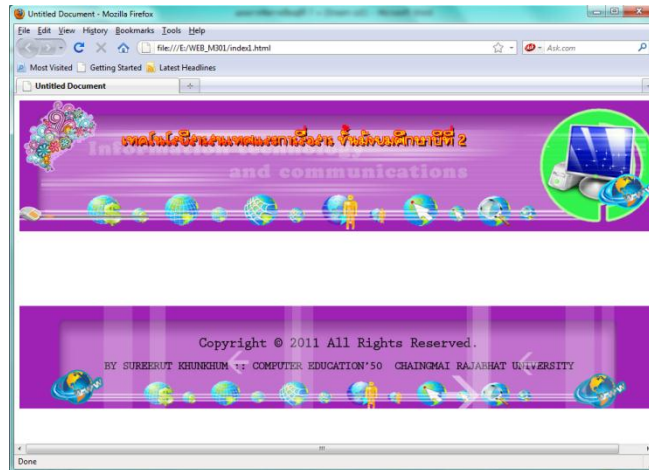 Untitled Document - Mozilla Firefox
File Edit View History Bookmarks Tools Help
file:///E:/WEB_M301/index1.html
Ask.com
Most Visited Getting Started Latest Headlines
Untitled Document
เทคโนโลยีสารสนเทศและการสื่อสาร ชั้นมัธยมศึกษาปีที่ 2
Information technology
and communications
Copyright © 2011 All Rights Reserved.
BY SUREERUT KHUNKHUM :: COMPUTER EDUCATION'50 CHAINGMAI RAJABHAT UNIVERSITY
Done